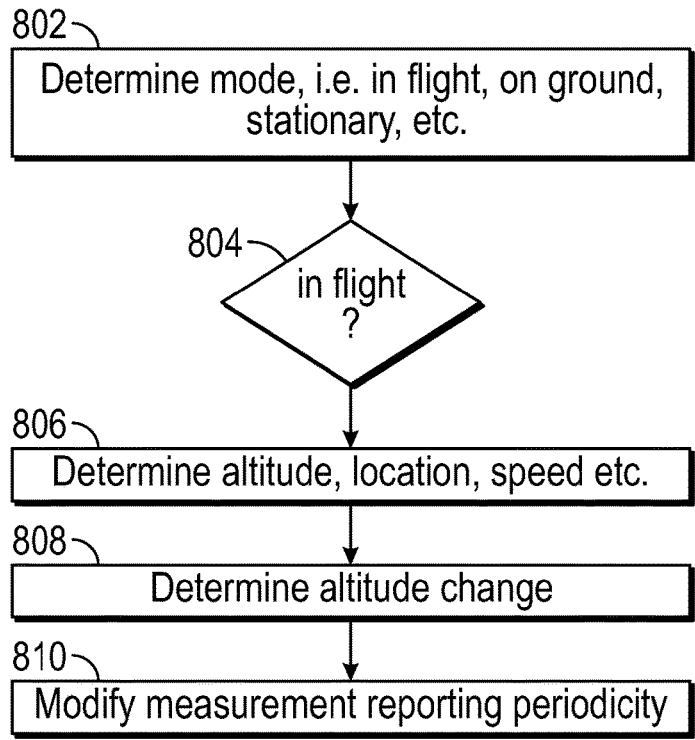 802
Determine mode, i.e. in flight, on ground,
stationary, etc.
804
in flight
?
806
Determine altitude, location, speed etc.
808
Determine altitude change
810
Modify measurement reporting periodicity